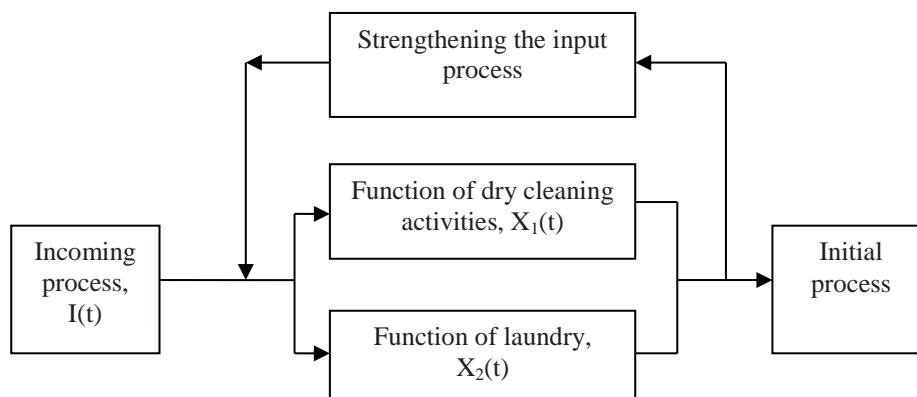 Strengthening the input
process
Function of dry cleaning
activities, X₁(t)
Incoming
process,
I(t)
Initial
process
Function of laundry,
X₂(t)